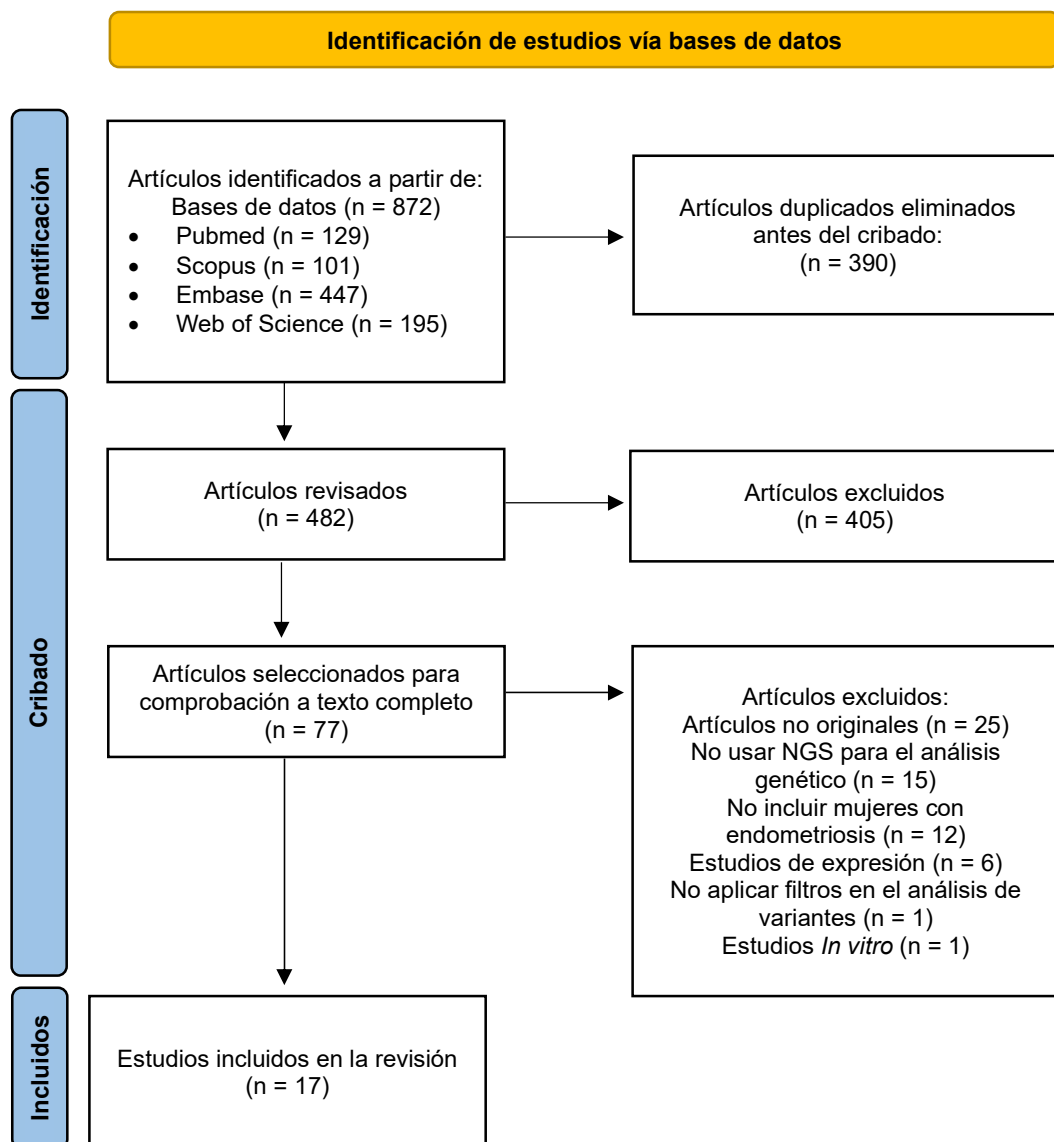 Identificación de estudios vía bases de datos
Identificación
Artículos identificados a partir de:
Bases de datos (n = 872)
• Pubmed (n = 129)
• Scopus (n = 101)
• Embase (n = 447)
• Web of Science (n = 195)
Artículos duplicados eliminados
antes del cribado:
(n = 390)
Cribado
Artículos revisados
(n = 482)
Artículos excluidos
(n = 405)
Artículos seleccionados para
comprobación a texto completo
(n = 77)
Artículos excluidos:
Artículos no originales (n = 25)
No usar NGS para el análisis
genético (n = 15)
No incluir mujeres con
endometriosis (n = 12)
Estudios de expresión (n = 6)
No aplicar filtros en el análisis de
variantes (n = 1)
Estudios In vitro (n = 1)
Incluidos
Estudios incluidos en la revisión
(n = 17)